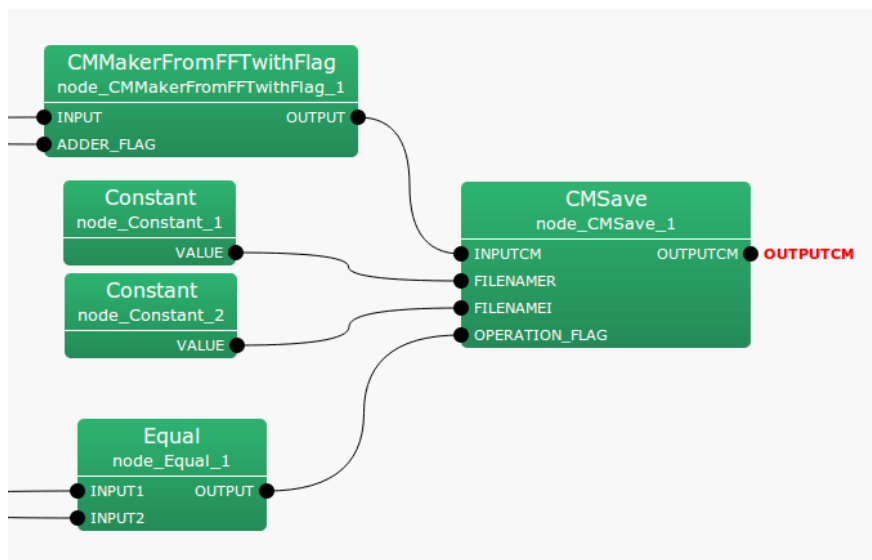 CMMakerFromFFTwithFlag
node_CMMakerFromFFTwithFlag_1
INPUT OUTPUT
ADDER_FLAG
Constant
node_Constant_1
VALUE
Constant
node_Constant_2
VALUE
CMSave
node_CMSave_1
INPUTCM OUTPUTCM OUTPUTCM
FILENAMER
FILENAMEI
OPERATION_FLAG
Equal
node_Equal_1
INPUT1 OUTPUT
INPUT2